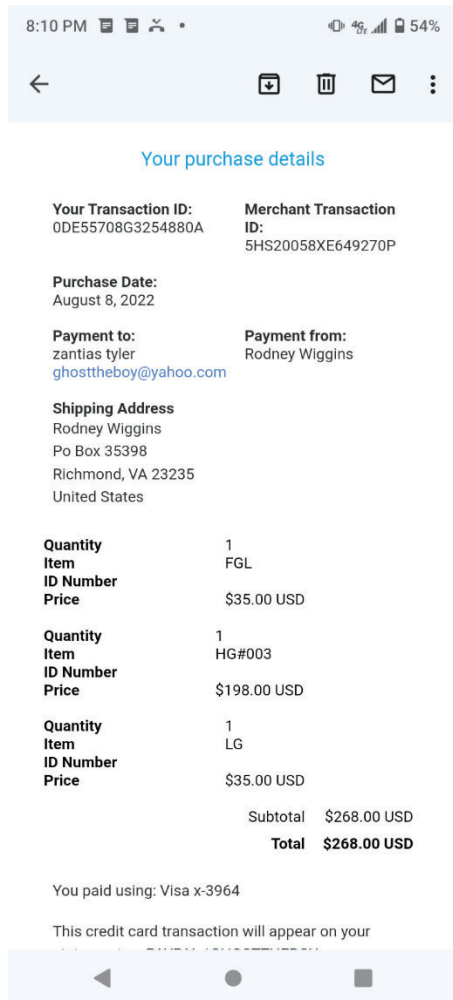 8:10 PM 4G LTE 54%
Your purchase details
Your Transaction ID:
0DE55708G3254880A
Merchant Transaction
ID:
5HS20058XE649270P
Purchase Date:
August 8, 2022
Payment to:
zantias tyler
ghosttheboy@yahoo.com
Payment from:
Rodney Wiggins
Shipping Address
Rodney Wiggins
Po Box 35398
Richmond, VA 23235
United States
Quantity 1
Item FGL
ID Number
Price $35.00 USD
Quantity 1
Item HG#003
ID Number
Price $198.00 USD
Quantity 1
Item LG
ID Number
Price $35.00 USD
Subtotal $268.00 USD
Total $268.00 USD
You paid using: Visa x-3964
This credit card transaction will appear on your